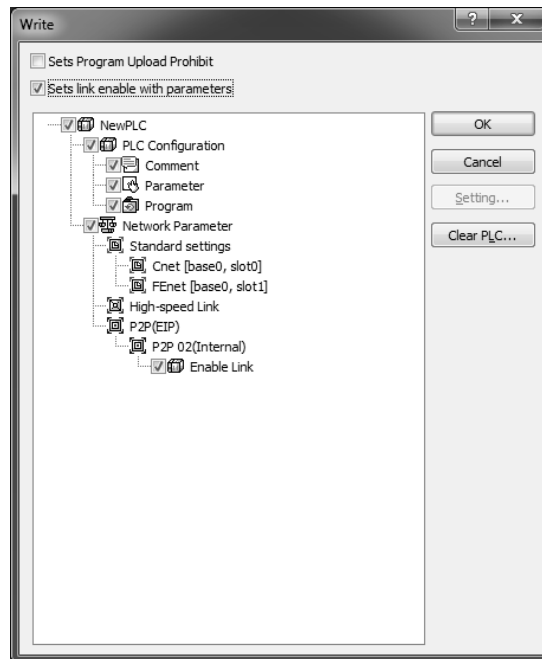 Write
Sets Program Upload Prohibit
Sets link enable with parameters
NewPLC
PLC Configuration
Comment
Parameter
Program
Network Parameter
Standard settings
Cnet [base0, slot0]
FEnet [base0, slot1]
High-speed Link
P2P(EIP)
P2P 02(Internal)
Enable Link
OK
Cancel
Setting...
Clear PLC...